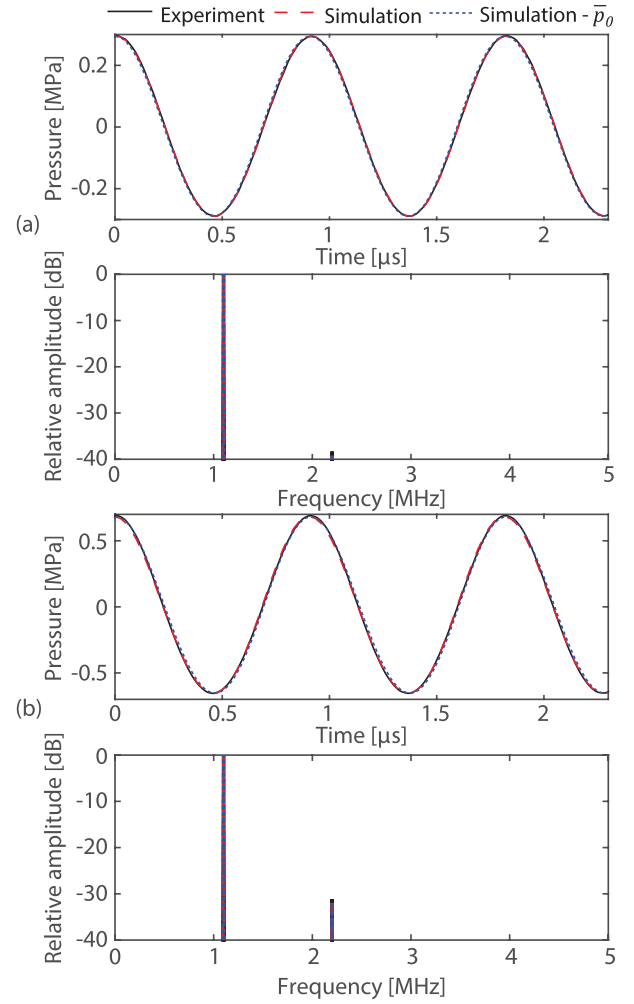 Experiment Simulation Simulation - p̅₀
Pressure [MPa]
0.2
0
-0.2
0 0.5 1 1.5 2
Time [µs]
(a)
Relative amplitude [dB]
0
-10
-20
-30
-40
0 1 2 3 4 5
Frequency [MHz]
Pressure [MPa]
0.5
0
-0.5
0 0.5 1 1.5 2
Time [µs]
(b)
Relative amplitude [dB]
0
-10
-20
-30
-40
0 1 2 3 4 5
Frequency [MHz]